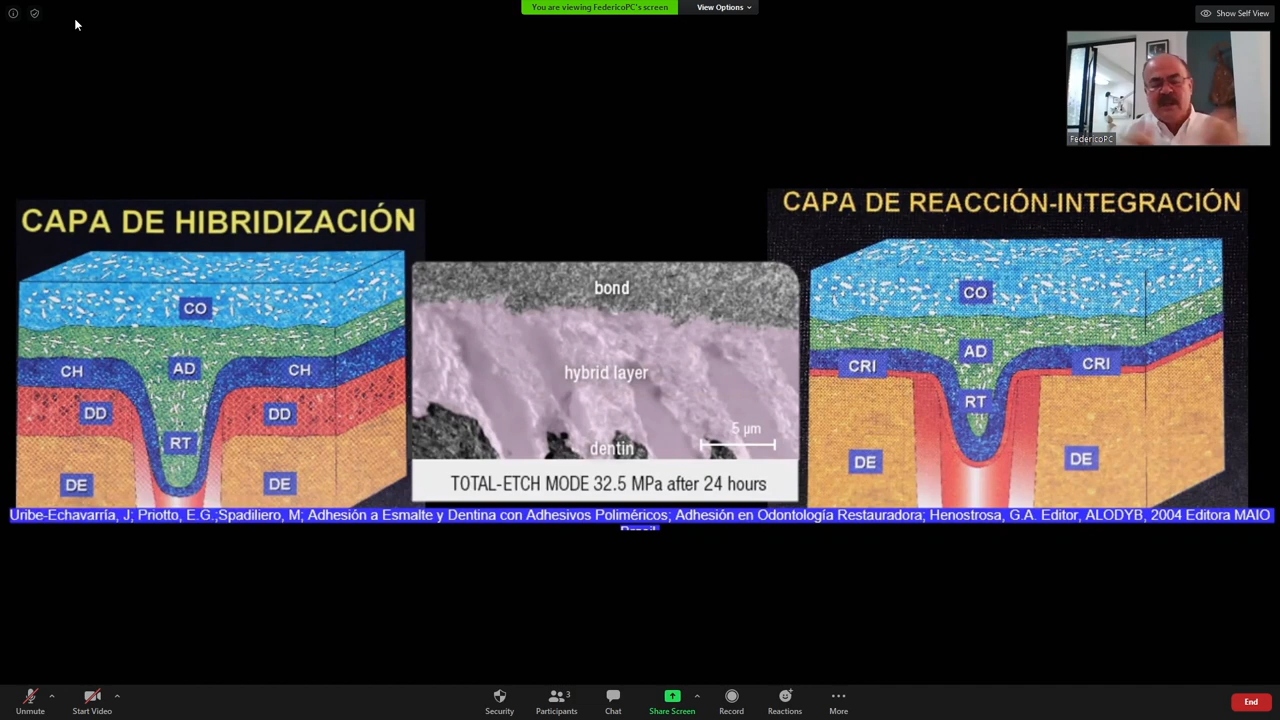 You are viewing FedericoPC's screen
View Options
Show Self View
FedericoPC
CAPA DE HIBRIDIZACIÓN
CO
CH
AD
CH
DD
DD
RT
DE
DE
bond
hybrid layer
5 µm
dentin
TOTAL-ETCH MODE 32.5 MPa after 24 hours
CAPA DE REACCIÓN-INTEGRACIÓN
CO
AD
CRI
CRI
RT
DE
DE
Uribe-Echavarría, J; Priotto, E.G.;Spadiliero, M; Adhesión a Esmalte y Dentina con Adhesivos Poliméricos; Adhesión en Odontología Restauradora; Henostrosa, G.A. Editor, ALODYB, 2004 Editora MAIO
Brasil
Unmute
Start Video
Security
3
Participants
Chat
Share Screen
Record
Reactions
More
End